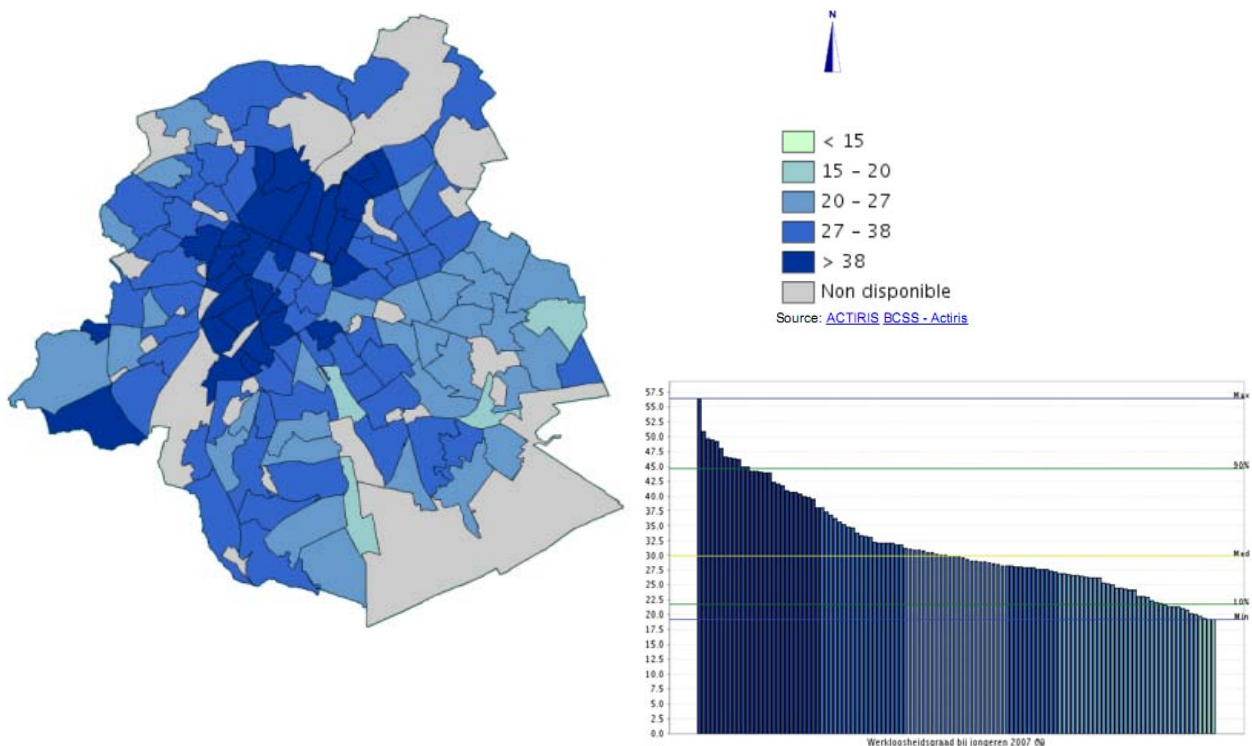 N
< 15
15 – 20
20 – 27
27 – 38
> 38
Non disponible
Source: ACTIRIS BCSS - Actiris
57.5
55.0
52.5
50.0
47.5
45.0
42.5
40.0
37.5
35.0
32.5
30.0
27.5
25.0
22.5
20.0
17.5
15.0
12.5
10.0
7.5
5.0
2.5
0.0
Max
90%
Med
10%
Min
Werkloosheidsgraad bij jongeren 2007 (%)